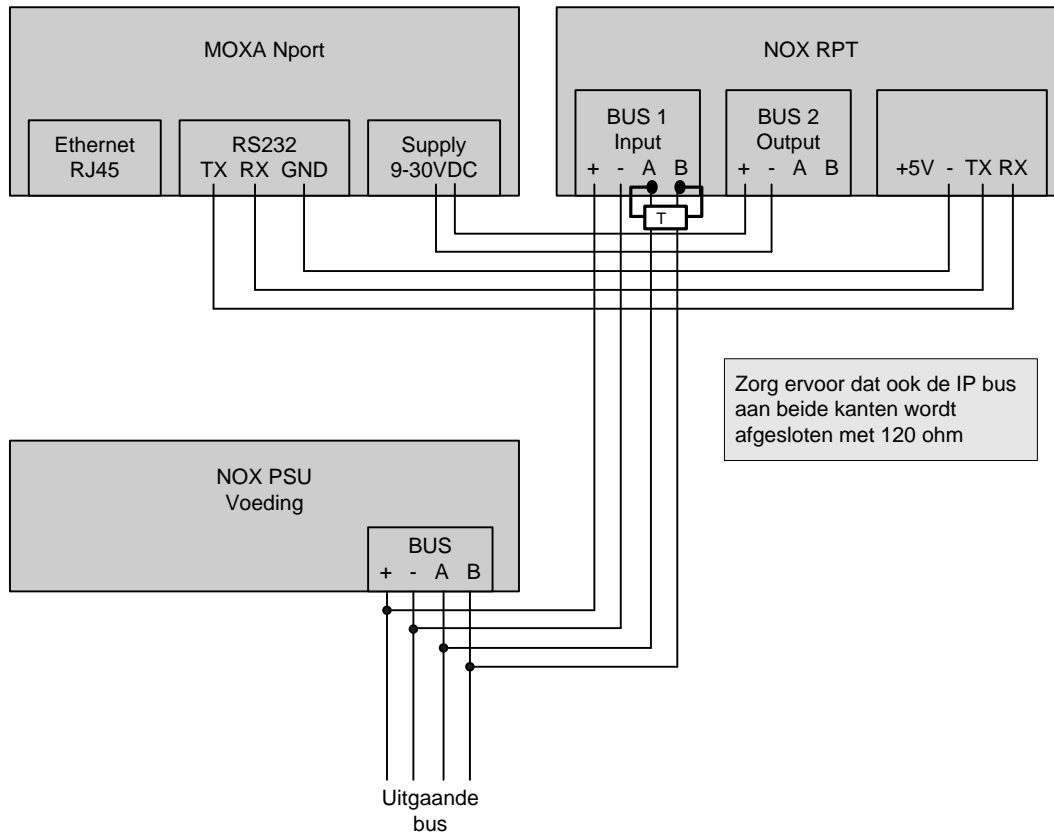 MOXA Nport
Ethernet
RJ45
RS232
TX RX GND
Supply
9-30VDC
NOX RPT
BUS 1
Input
+ - A B
BUS 2
Output
+ - A B
+5V - TX RX
T
Zorg ervoor dat ook de IP bus
aan beide kanten wordt
afgesloten met 120 ohm
NOX PSU
Voeding
BUS
+ - A B
Uitgaande
bus